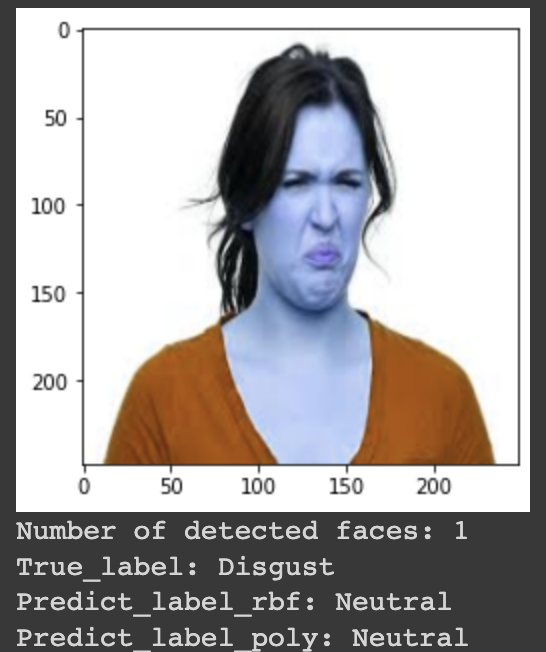 0
50
100
150
200
0 50 100 150 200
Number of detected faces: 1
True_label: Disgust
Predict_label_rbf: Neutral
Predict_label_poly: Neutral